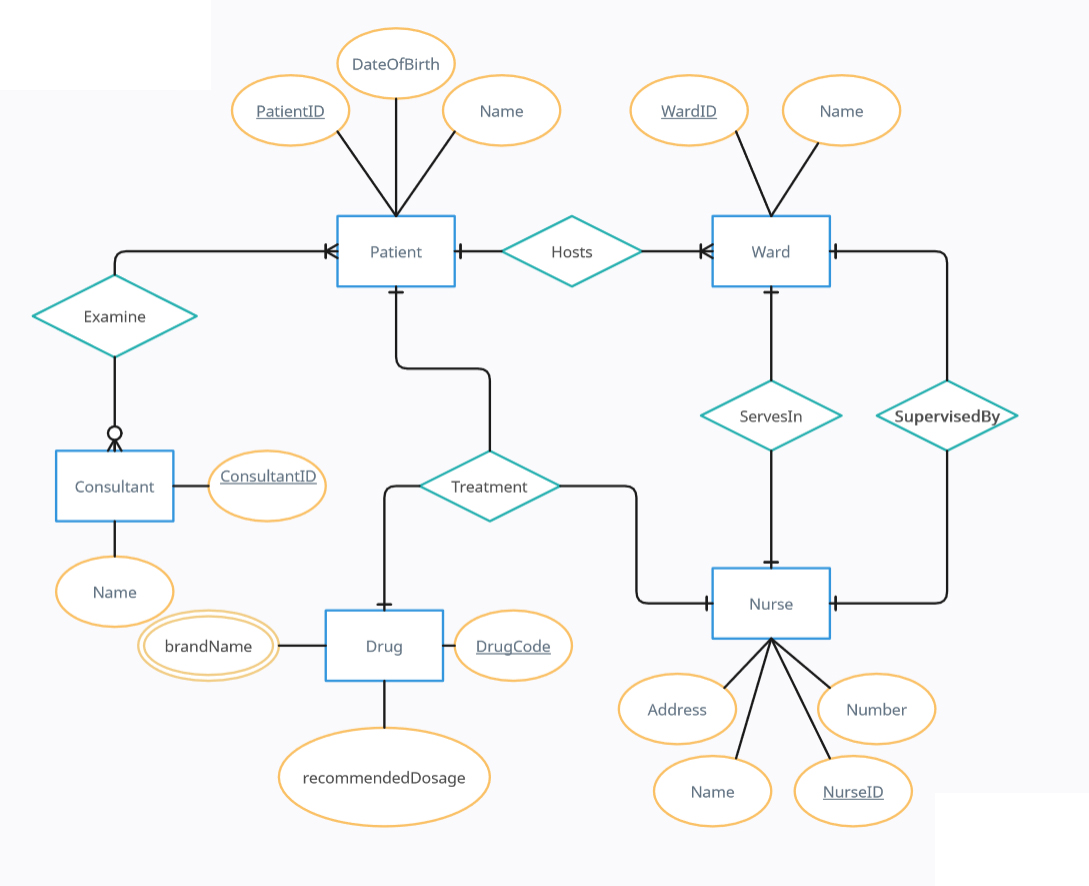 DateOfBirth
PatientID
Name
WardID
Name
Patient
Hosts
Ward
Examine
ServesIn
SupervisedBy
Consultant
ConsultantID
Treatment
Name
Nurse
brandName
Drug
DrugCode
Address
Number
recommendedDosage
Name
NurseID